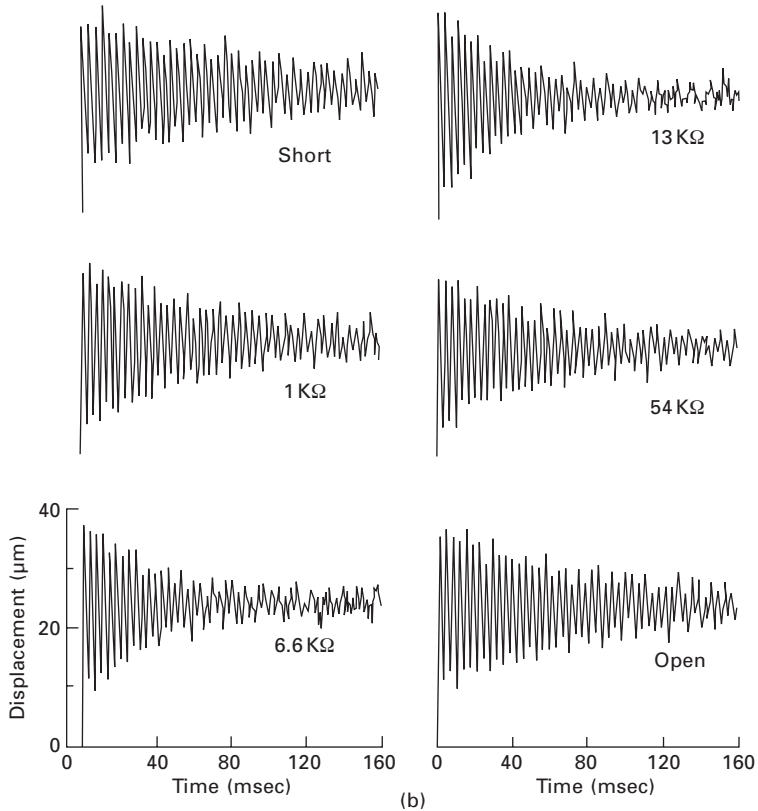 Short
13 KΩ
1 KΩ
54 KΩ
Displacement (μm)
40
20
0
6.6 KΩ
Open
0 40 80 120 160
40 80 120 160
Time (msec)
Time (msec)
(b)